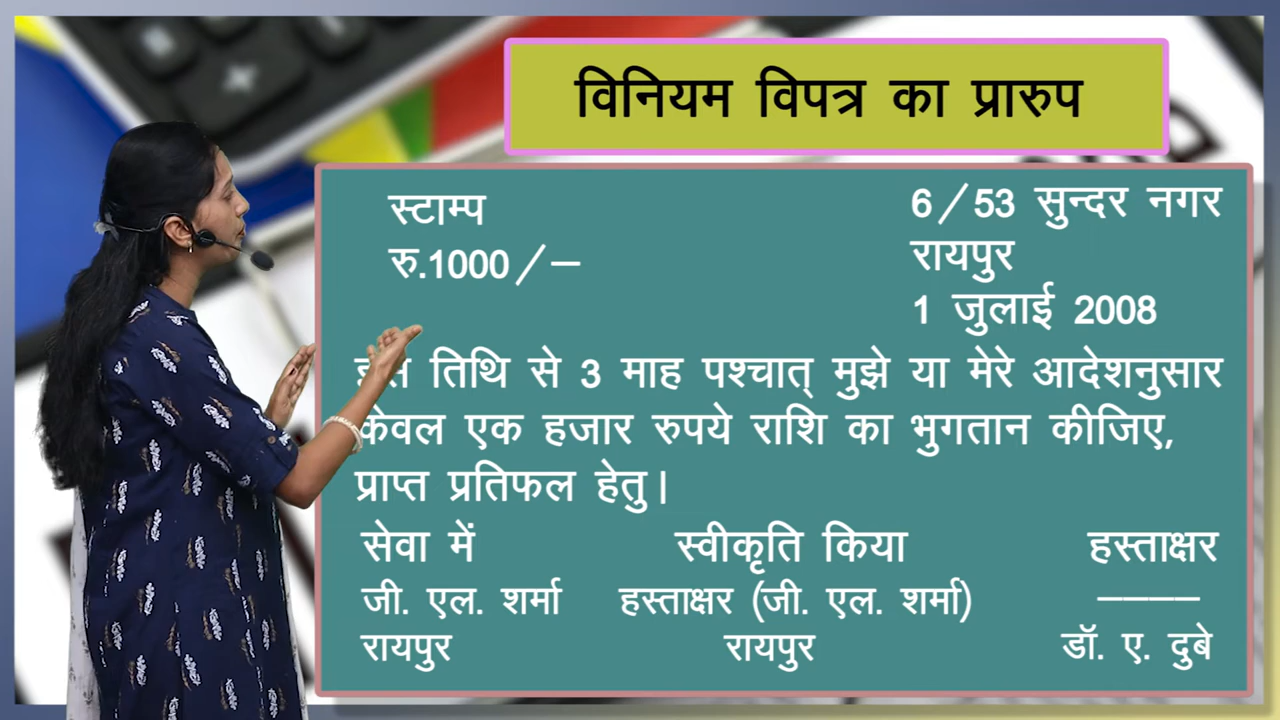 विनियम विपत्र का प्रारुप
स्टाम्प
रु.1000/–
6/53 सुन्दर नगर
रायपुर
1 जुलाई 2008
तिथि से 3 माह पश्चात् मुझे या मेरे आदेशनुसार
केवल एक हजार रुपये राशि का भुगतान कीजिए,
प्राप्त प्रतिफल हेतु।
सेवा में
जी. एल. शर्मा
रायपुर
स्वीकृति किया
हस्ताक्षर (जी. एल. शर्मा)
रायपुर
हस्ताक्षर
————
डॉ. ए. दुबे